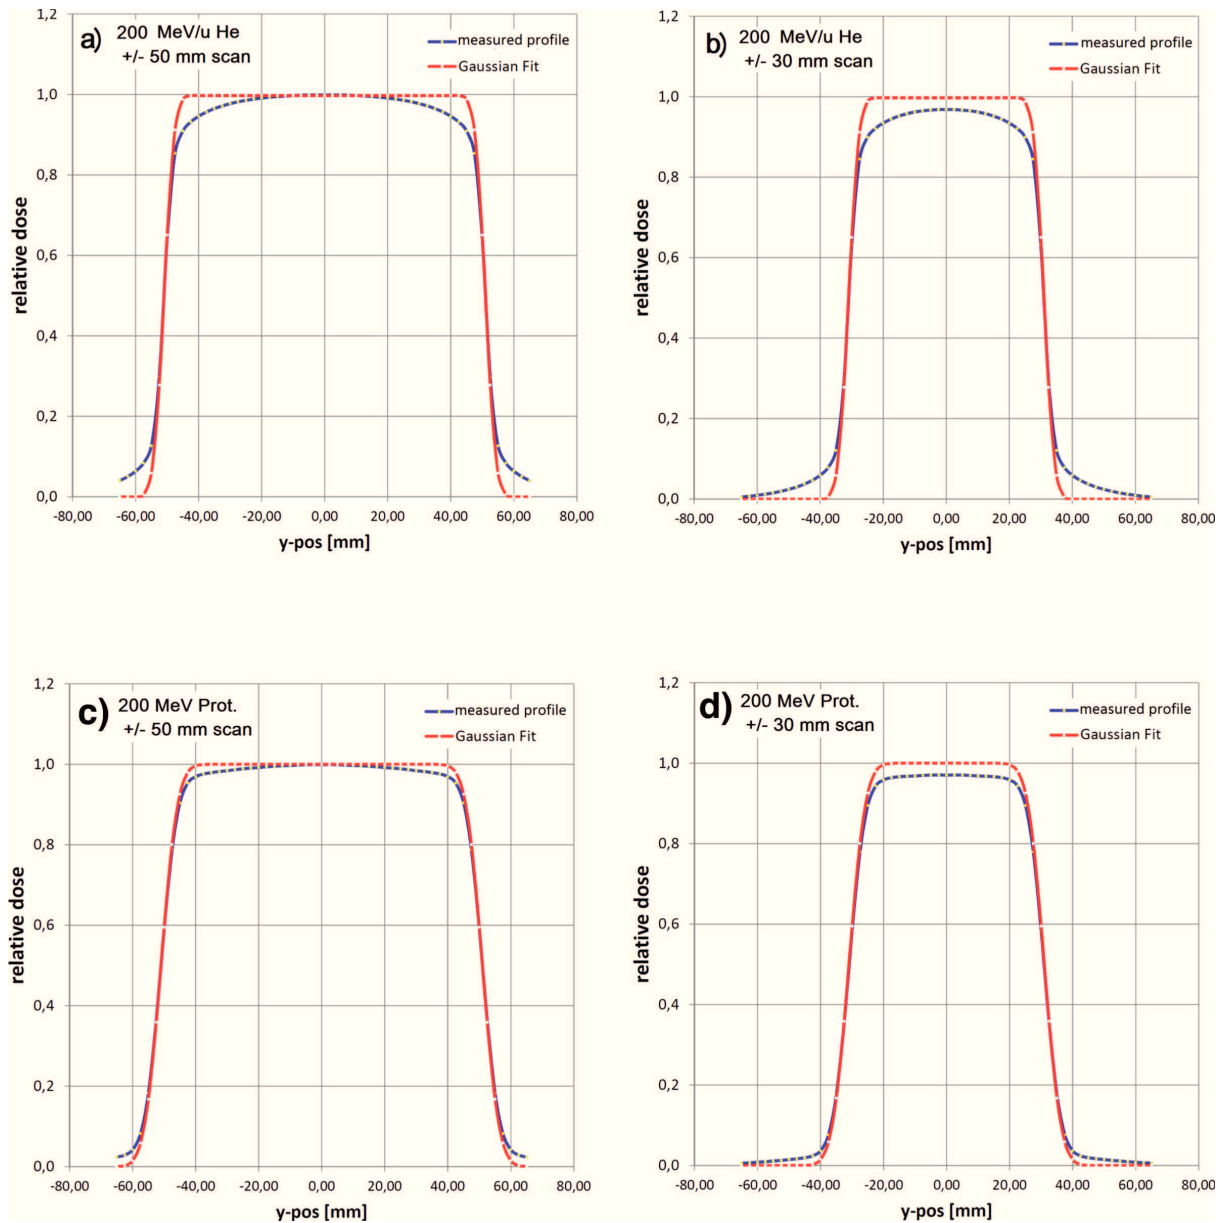 a)
200 MeV/u He
+/- 50 mm scan
measured profile
Gaussian Fit
1,2
1,0
0,8
0,6
0,4
0,2
0,0
relative dose
-80,00 -60,00 -40,00 -20,00 0,00 20,00 40,00 60,00 80,00
y-pos [mm]
b)
200 MeV/u He
+/- 30 mm scan
measured profile
Gaussian Fit
1,2
1,0
0,8
0,6
0,4
0,2
0,0
relative dose
-80,00 -60,00 -40,00 -20,00 0,00 20,00 40,00 60,00 80,00
y-pos [mm]
c)
200 MeV Prot.
+/- 50 mm scan
measured profile
Gaussian Fit
1,2
1,0
0,8
0,6
0,4
0,2
0,0
relative dose
-80,00 -60,00 -40,00 -20,00 0,00 20,00 40,00 60,00 80,00
y-pos [mm]
d)
200 MeV Prot.
+/- 30 mm scan
measured profile
Gaussian Fit
1,2
1,0
0,8
0,6
0,4
0,2
0,0
relative dose
-80,00 -60,00 -40,00 -20,00 0,00 20,00 40,00 60,00 80,00
y-pos [mm]